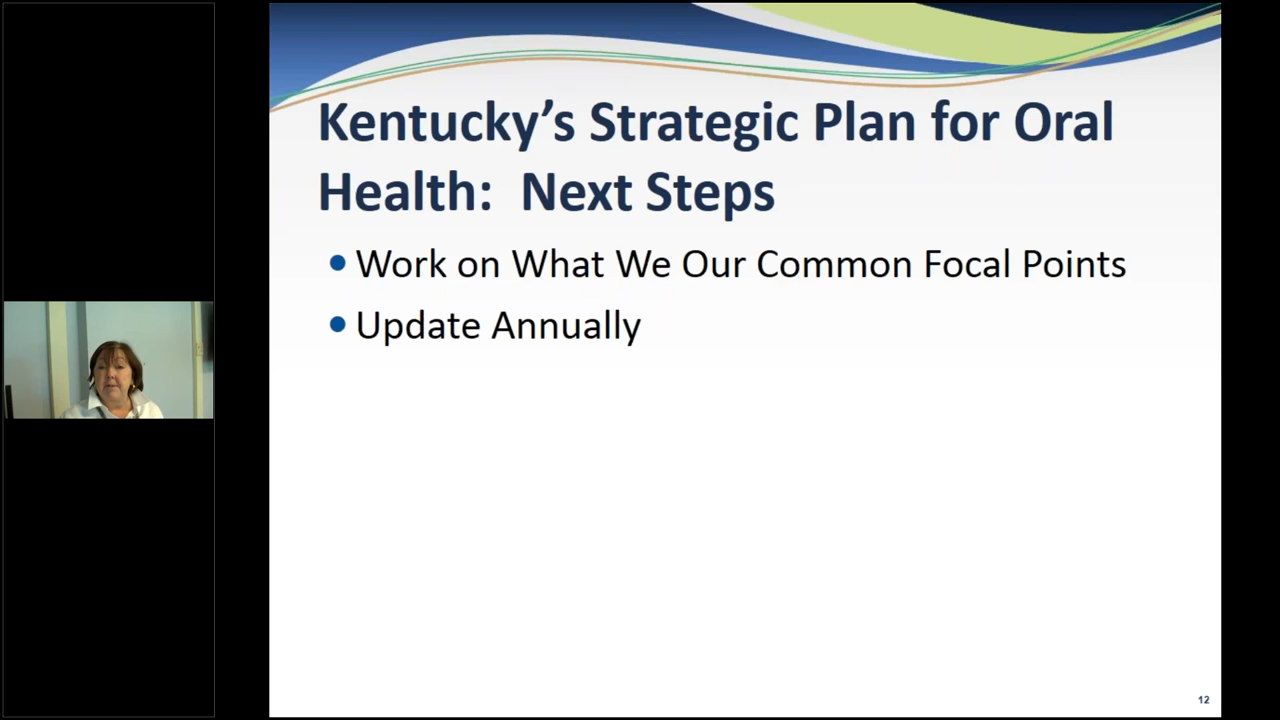 Kentucky’s Strategic Plan for Oral
Health:  Next Steps
• Work on What We Our Common Focal Points
• Update Annually
12